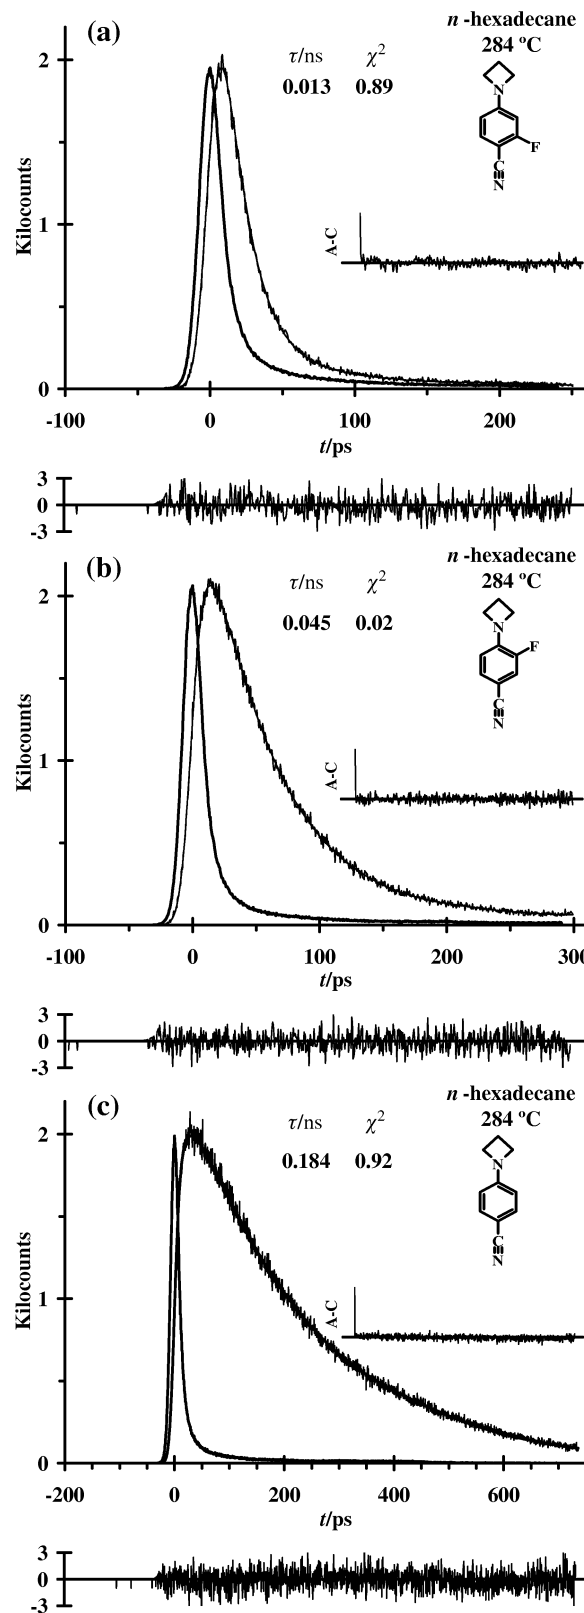 (a)
n -hexadecane
284 ºC
τ/ns χ2
0.013 0.89
N
F
C
N
A-C
Kilocounts
2
1
0
-100 0 100 200
t/ps
3
0
-3
(b)
n -hexadecane
284 ºC
τ/ns χ2
0.045 0.02
N
F
C
N
A-C
Kilocounts
2
1
0
-100 0 100 200 300
t/ps
3
0
-3
(c)
n -hexadecane
284 ºC
τ/ns χ2
0.184 0.92
N
C
N
A-C
Kilocounts
2
1
0
-200 0 200 400 600
t/ps
3
0
-3